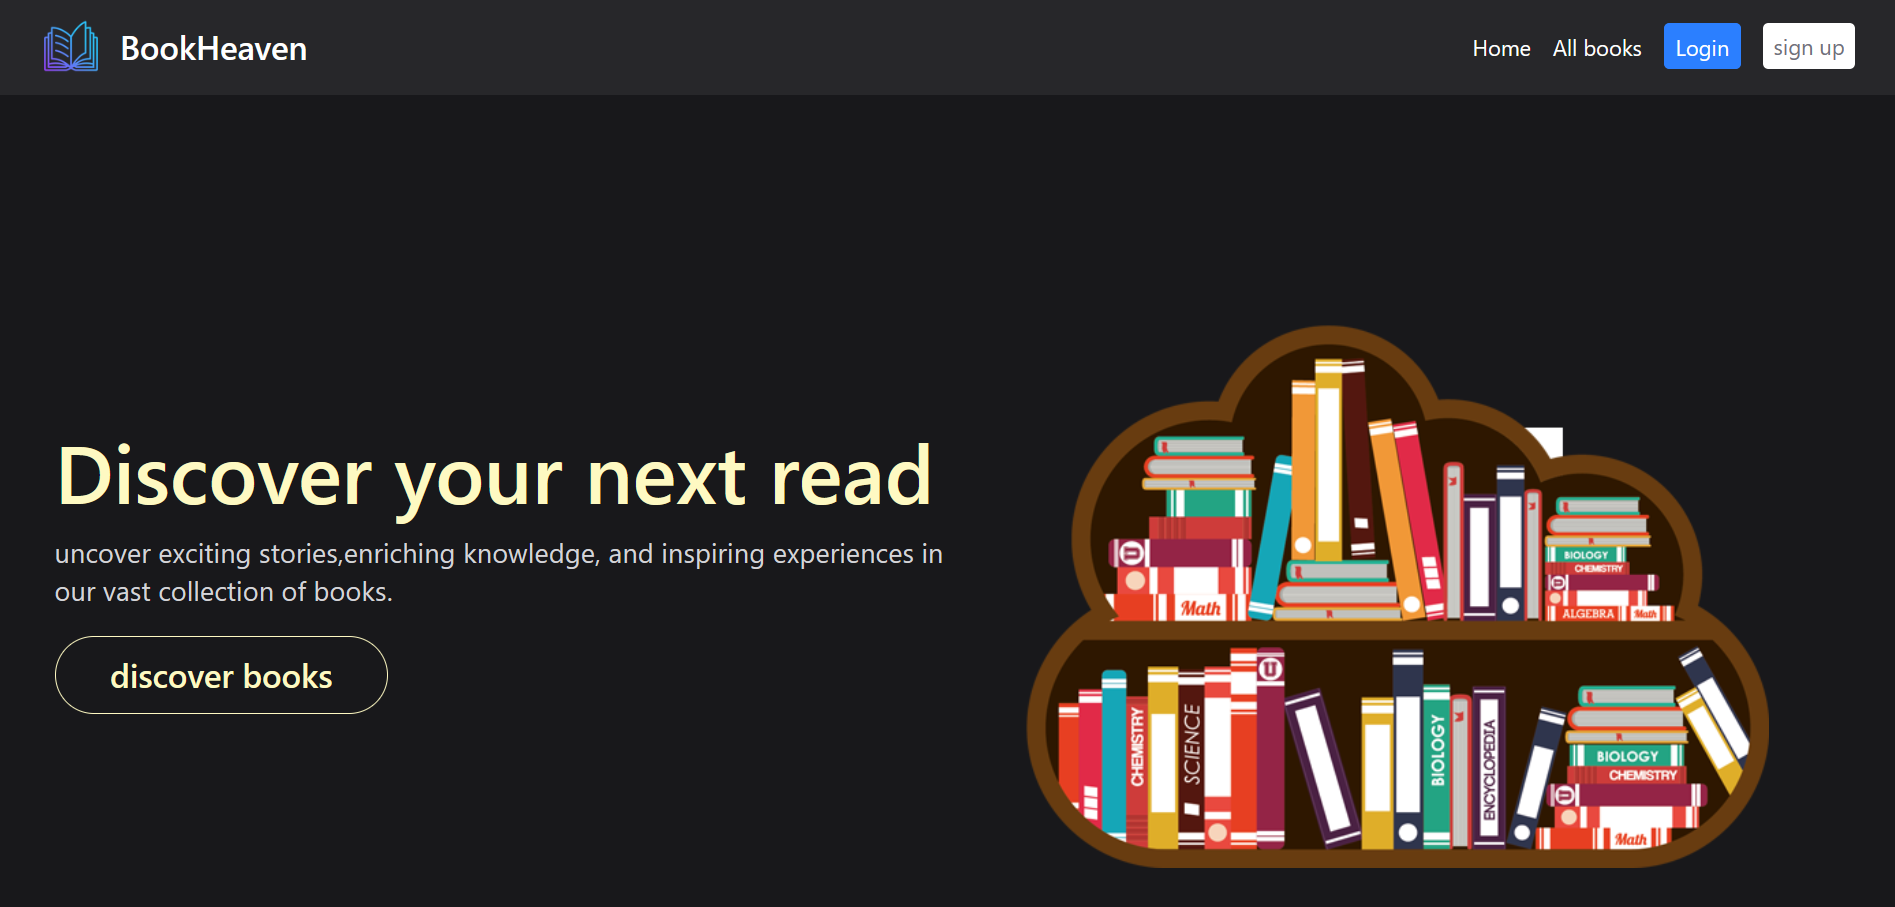 BookHeaven
Home All books Login sign up
Discover your next read
uncover exciting stories,enriching knowledge, and inspiring experiences in
our vast collection of books.
discover books
U
Math
BIOLOGY
CHEMISTRY
U
ALGEBRA Math
CHEMISTRY
SCIENCE
U
BIOLOGY
ENCYCLOPEDIA
BIOLOGY
CHEMISTRY
U
Math